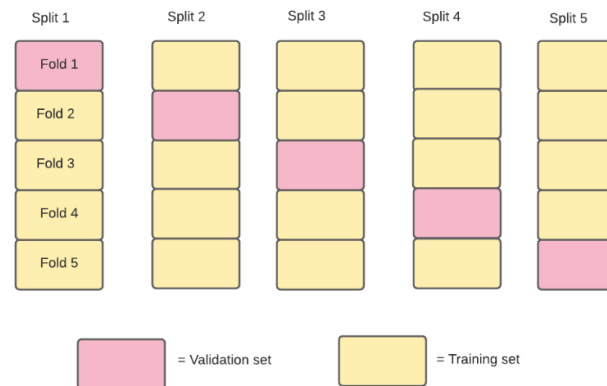 Split 1
Split 2
Split 3
Split 4
Split 5
Fold 1
Fold 2
Fold 3
Fold 4
Fold 5
= Validation set
= Training set